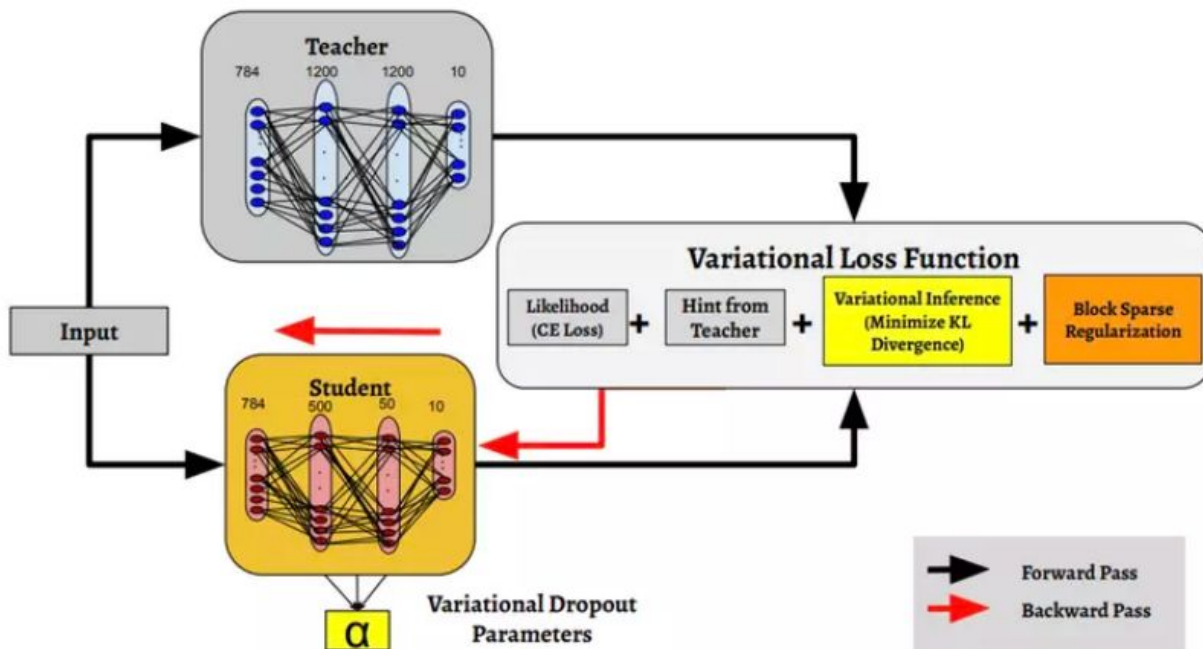 Teacher
784 1200 1200 10
Input
Variational Loss Function
Likelihood
(CE Loss)
+
Hint from
Teacher
+
Variational Inference
(Minimize KL
Divergence)
+
Block Sparse
Regularization
Student
784 500 50 10
α
Variational Dropout
Parameters
Forward Pass
Backward Pass